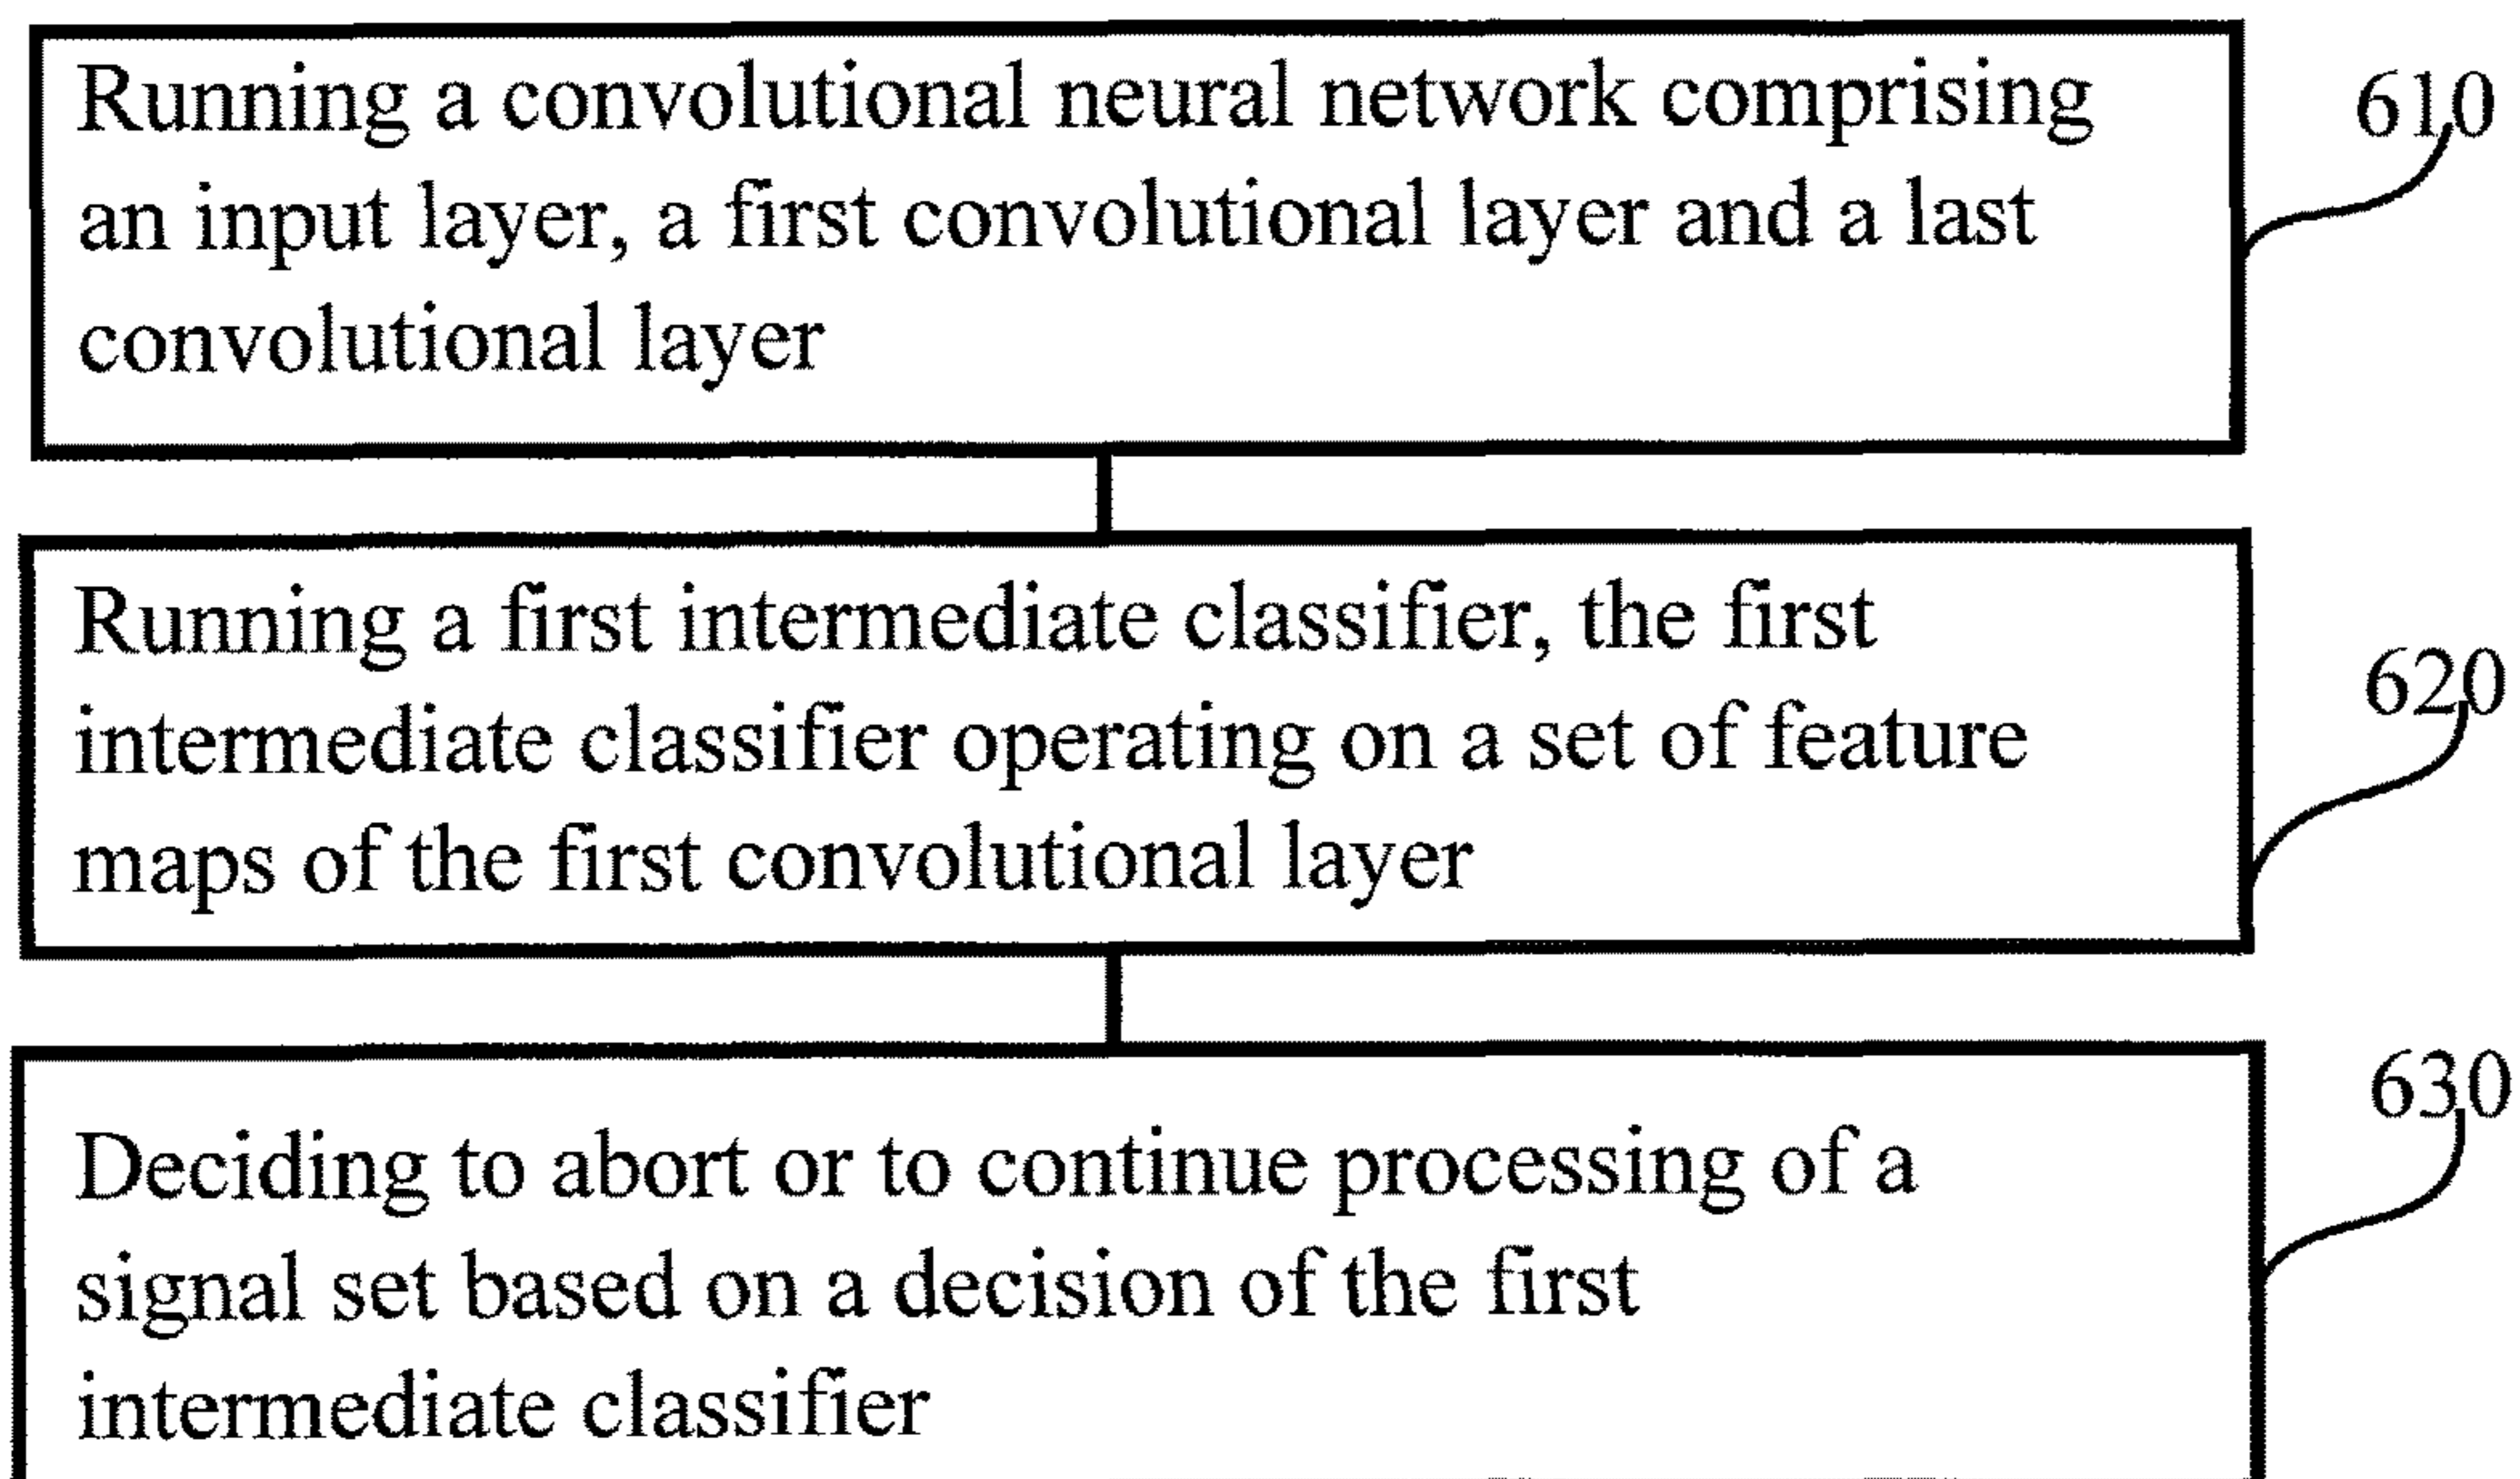 Running a convolutional neural network comprising
an input layer, a first convolutional layer and a last
convolutional layer
610
Running a first intermediate classifier, the first
intermediate classifier operating on a set of feature
maps of the first convolutional layer
620
Deciding to abort or to continue processing of a
signal set based on a decision of the first
intermediate classifier
630